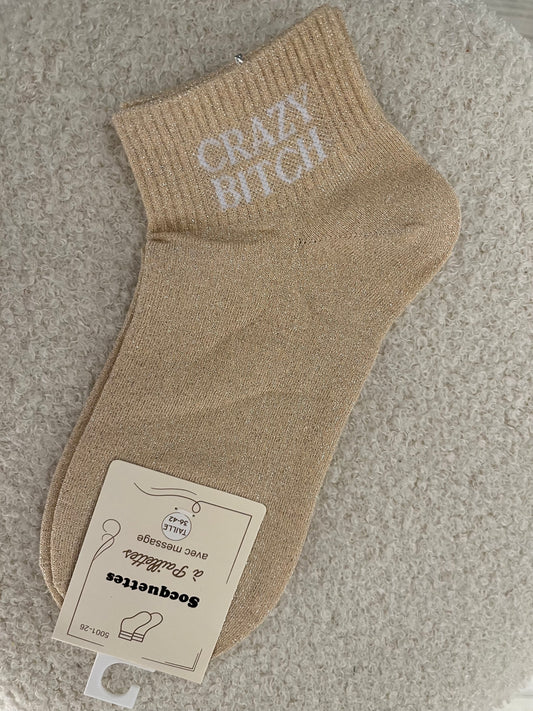 CRAZY
BITCH
5001-26
Socquettes
à Paillettes
avec message
TAILLE
36-42